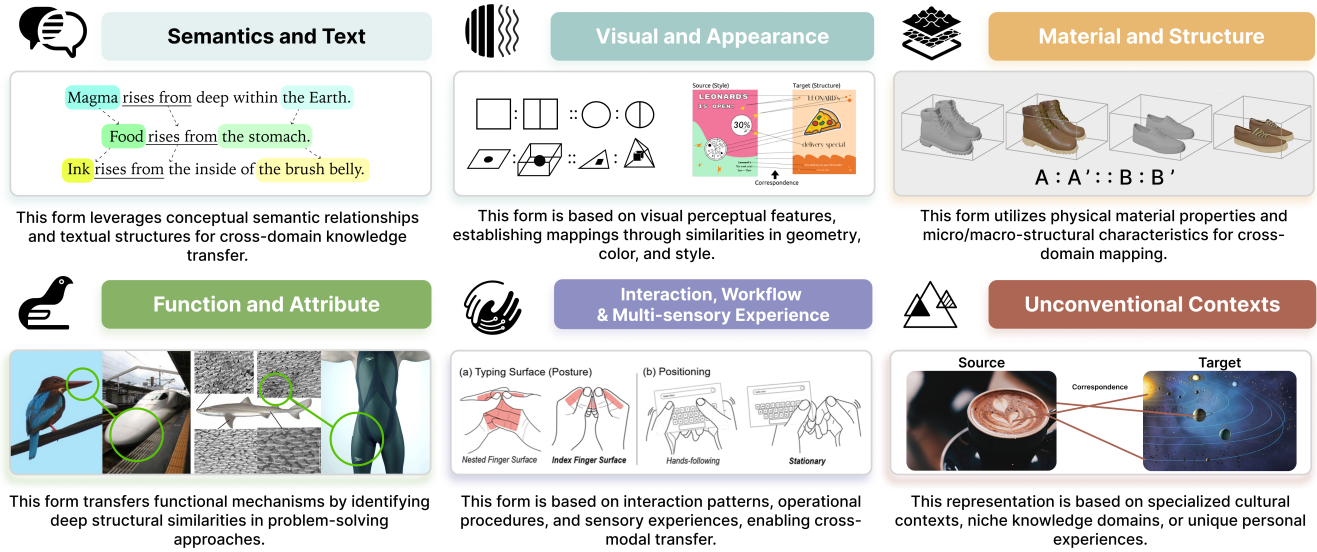 Semantics and Text
Magma rises from deep within the Earth.
Food rises from the stomach.
Ink rises from the inside of the brush belly.
This form leverages conceptual semantic relationships
and textual structures for cross-domain knowledge
transfer.
Visual and Appearance
Source (Style)
Target (Structure)
LEONARDS
IS OPEN!
30%
LEONARD's
delivery special
Correspondence
This form is based on visual perceptual features,
establishing mappings through similarities in geometry,
color, and style.
Material and Structure
A : A' : : B : B'
This form utilizes physical material properties and
micro/macro-structural characteristics for cross-
domain mapping.
Function and Attribute
This form transfers functional mechanisms by identifying
deep structural similarities in problem-solving
approaches.
Interaction, Workflow
& Multi-sensory Experience
(a) Typing Surface (Posture)
(b) Positioning
Nested Finger Surface
Index Finger Surface
Hands-following
Stationary
This form is based on interaction patterns, operational
procedures, and sensory experiences, enabling cross-
modal transfer.
Unconventional Contexts
Source
Target
Correspondence
This representation is based on specialized cultural
contexts, niche knowledge domains, or unique personal
experiences.